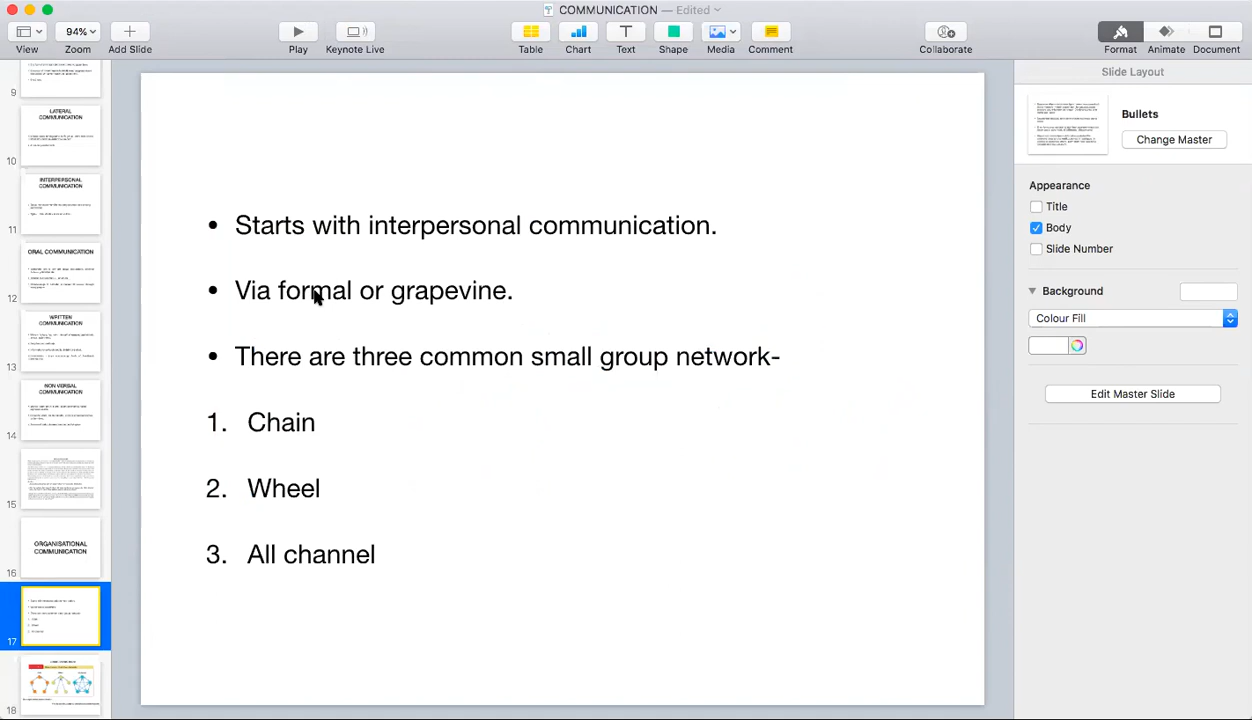 COMMUNICATION — Edited
94%
View
Zoom
Add Slide
Play
Keynote Live
Table
Chart
Text
Shape
Media
Comment
Collaborate
Format
Animate
Document
9
LATERAL
COMMUNICATION
10
INTERPERSONAL
COMMUNICATION
11
ORAL COMMUNICATION
12
WRITTEN
COMMUNICATION
13
NON VERBAL
COMMUNICATION
14
15
ORGANISATIONAL
COMMUNICATION
16
17
18
• Starts with interpersonal communication.
• Via formal or grapevine.
• There are three common small group network-
1. Chain
2. Wheel
3. All channel
Slide Layout
Bullets
Change Master
Appearance
Title
Body
Slide Number
Background
Colour Fill
Edit Master Slide